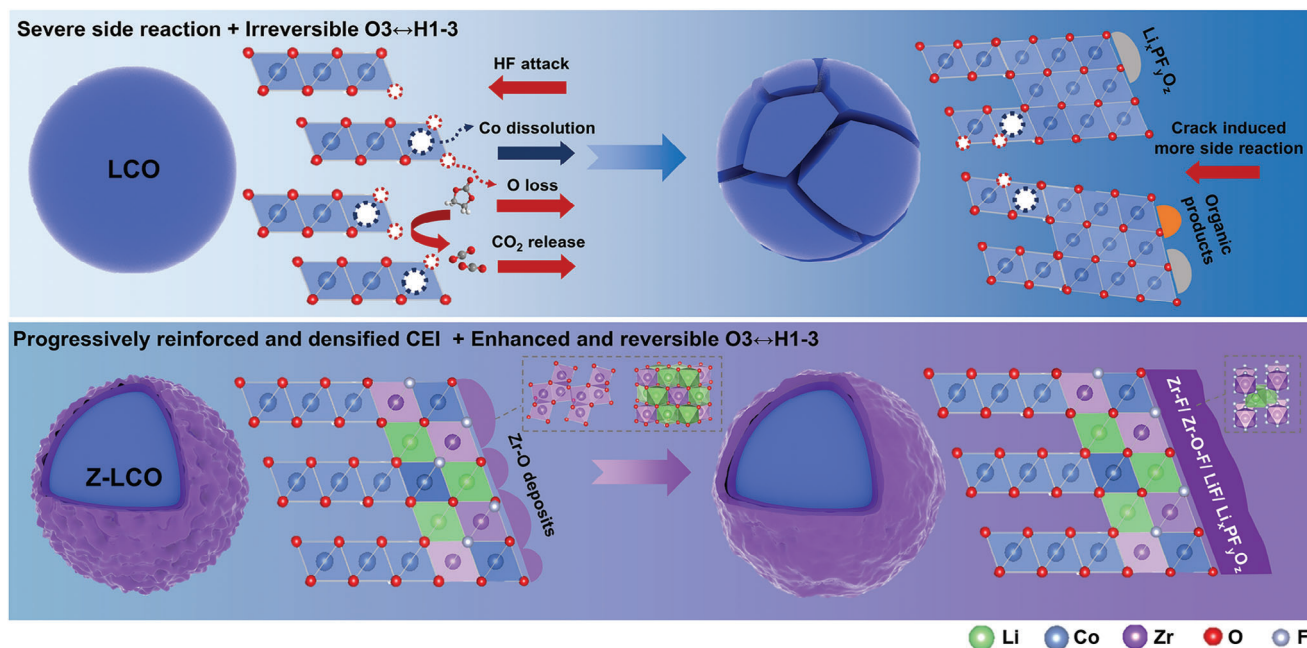 Severe side reaction + Irreversible O3↔H1-3
LCO
HF attack
Co dissolution
O loss
CO₂ release
LiₓPFᵧO_z
Crack induced
more side reaction
Organic
products
Progressively reinforced and densified CEI + Enhanced and reversible O3↔H1-3
Z-LCO
Zr-O deposits
Zr-F/ Zr-O-F/ LiF/ LiₓPFᵧO_z
Li Co Zr O F